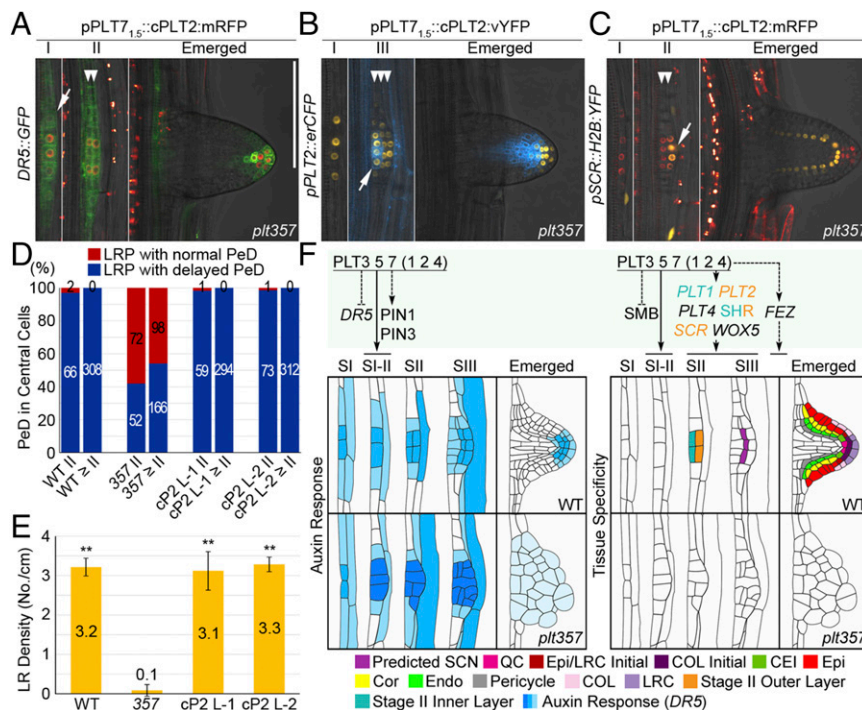 A
pPLT7₁.₅::cPLT2:mRFP
I
II
Emerged
DR5::GFP
plt357
B
pPLT7₁.₅::cPLT2:vYFP
I
III
Emerged
pPLT2::erCFP
plt357
C
pPLT7₁.₅::cPLT2:mRFP
I
II
Emerged
pSCR::H2B:YFP
plt357
D
LRP with normal PeD
LRP with delayed PeD
(%)
PeD in Central Cells
100
80
60
40
20
0
2
0
72
98
1
0
1
0
66
308
52
166
59
294
73
312
WT II
WT ≥ II
357 II
357 ≥ II
cP2 L-1 II
cP2 L-1 ≥ II
cP2 L-2 II
cP2 L-2 ≥ II
E
LR Density (No./cm)
4
3
2
1
0
**
**
**
3.2
0.1
3.1
3.3
WT
357
cP2 L-1
cP2 L-2
F
PLT3 5 7 (1 2 4)
DR5
PIN1
PIN3
SI
SI-II
SII
SIII
Emerged
Auxin Response
WT
plt357
PLT3 5 7 (1 2 4)
SMB
PLT1 PLT2
PLT4 SHR
SCR WOX5
FEZ
SI
SI-II
SII
SIII
Emerged
Tissue Specificity
WT
plt357
Predicted SCN
QC
Epi/LRC Initial
COL Initial
CEI
Epi
Cor
Endo
Pericycle
COL
LRC
Stage II Outer Layer
Stage II Inner Layer
Auxin Response (DR5)